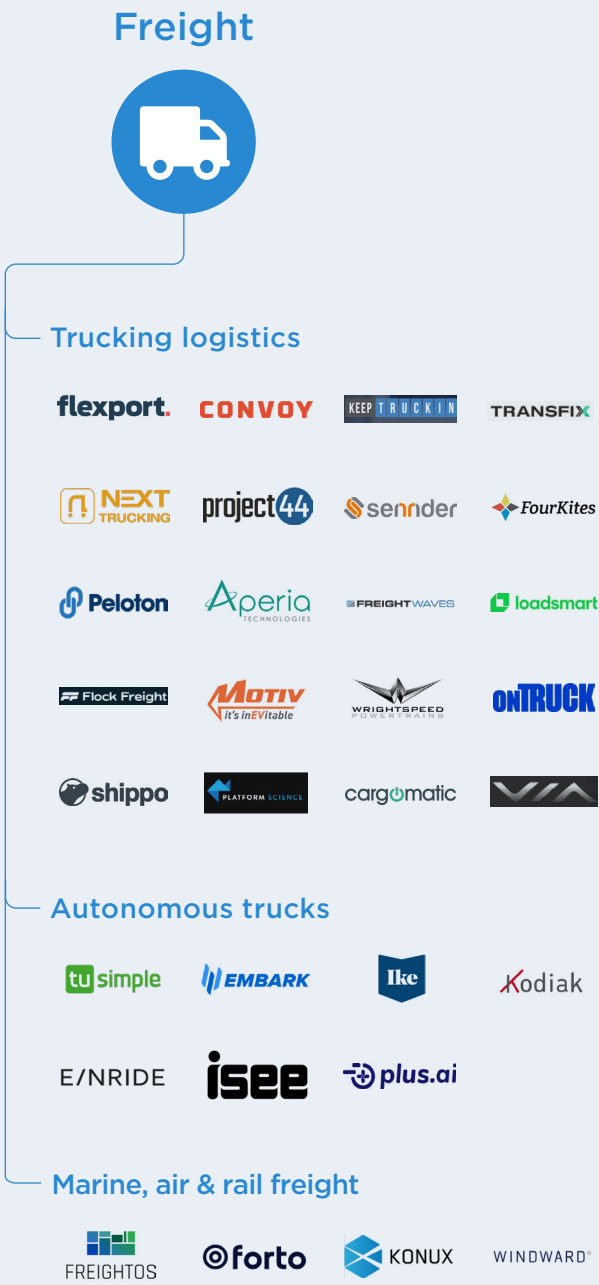 Freight
Trucking logistics
flexport.
CONVOY
KEEP TRUCKIN
TRANSFIX
NEXT
TRUCKING
project44
sennder
FourKites
Peloton
Aperia
TECHNOLOGIES
FREIGHTWAVES
loadsmart
FF Flock Freight
MOTIV
it's inEVitable
WRIGHTSPEED
POWERTRAINS
ONTRUCK
shippo
PLATFORM SCIENCE
cargomatic
VIA
Autonomous trucks
tu simple
EMBARK
Ike
Kodiak
E/NRIDE
isee
plus.ai
Marine, air & rail freight
FREIGHTOS
forto
KONUX
WINDWARD®